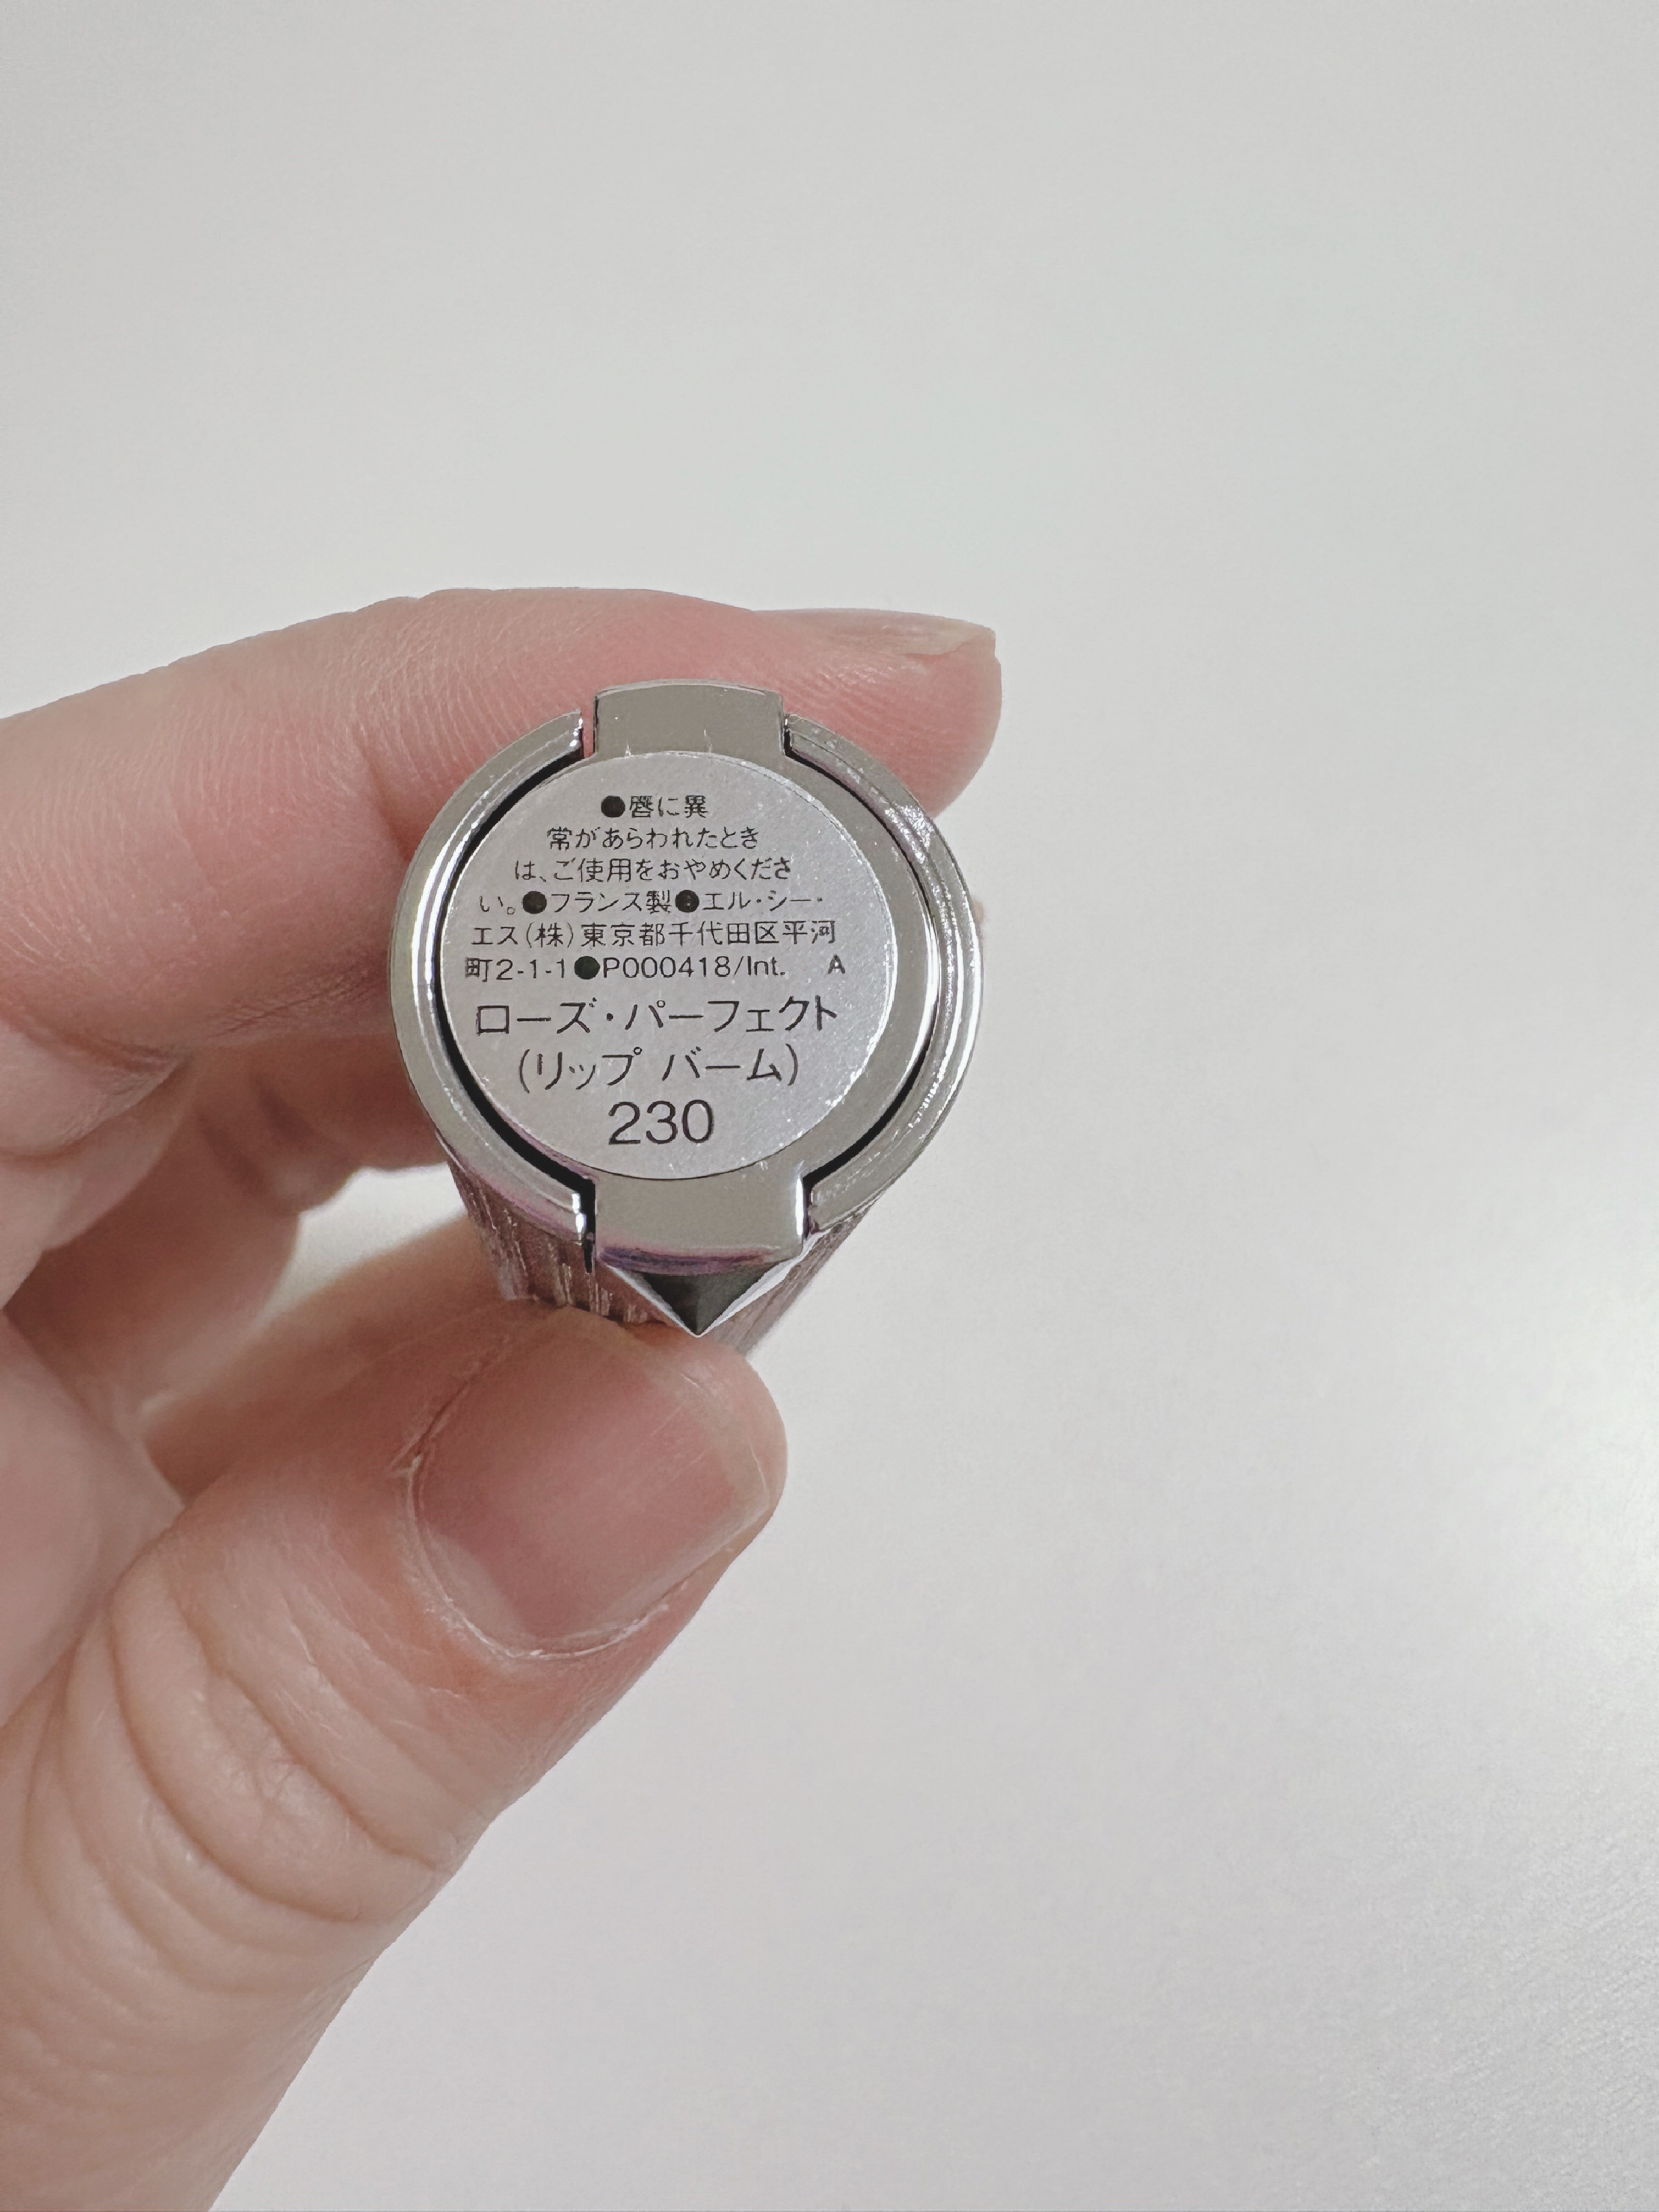 ●唇に異
常があらわれたとき
は、ご使用をおやめくださ
い。●フランス製●エル・シー・
エス(株)東京都千代田区平河
町2-1-1●P000418/Int. A
ローズ・パーフェクト
(リップ バーム)
230